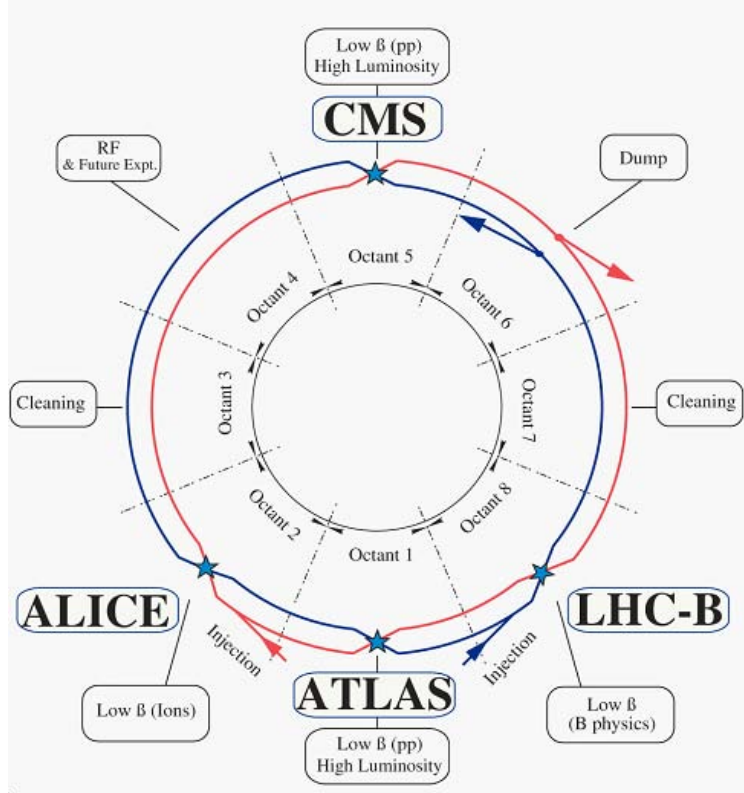 Low ß (pp)
High Luminosity
CMS
RF
& Future Expt.
Dump
Octant 5
Octant 4
Octant 6
Cleaning
Octant 3
Octant 7
Cleaning
Octant 2
Octant 8
Octant 1
ALICE
LHC-B
Injection
Injection
ATLAS
Low ß (Ions)
Low ß
(B physics)
Low ß (pp)
High Luminosity